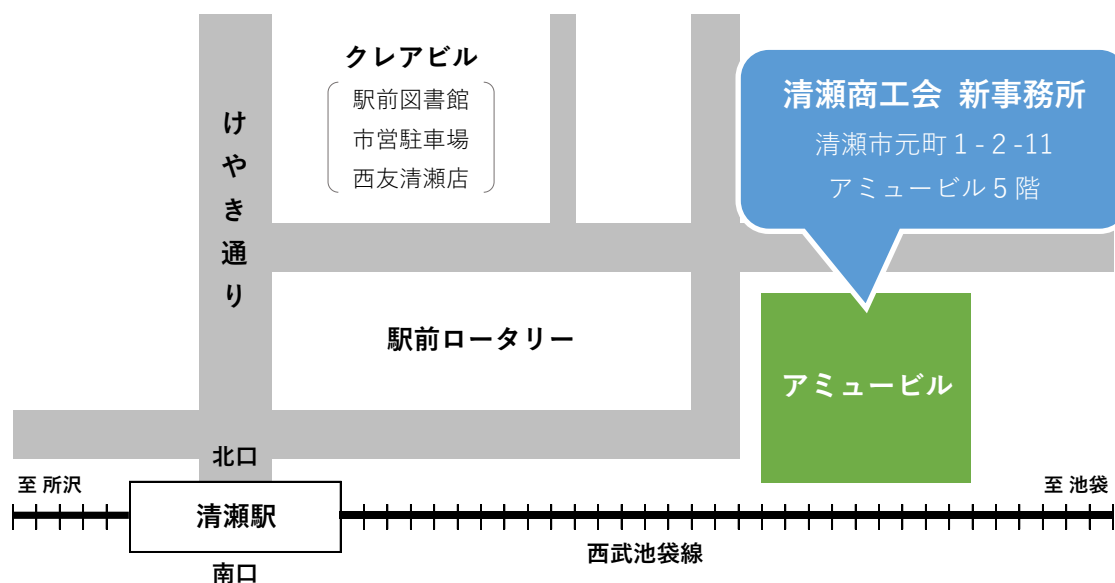 クレアビル
駅前図書館
市営駐車場
西友清瀬店
けやき通り
清瀬商工会 新事務所
清瀬市元町１-２-11
アミュービル５階
駅前ロータリー
アミュービル
北口
至 所沢
至 池袋
清瀬駅
西武池袋線
南口